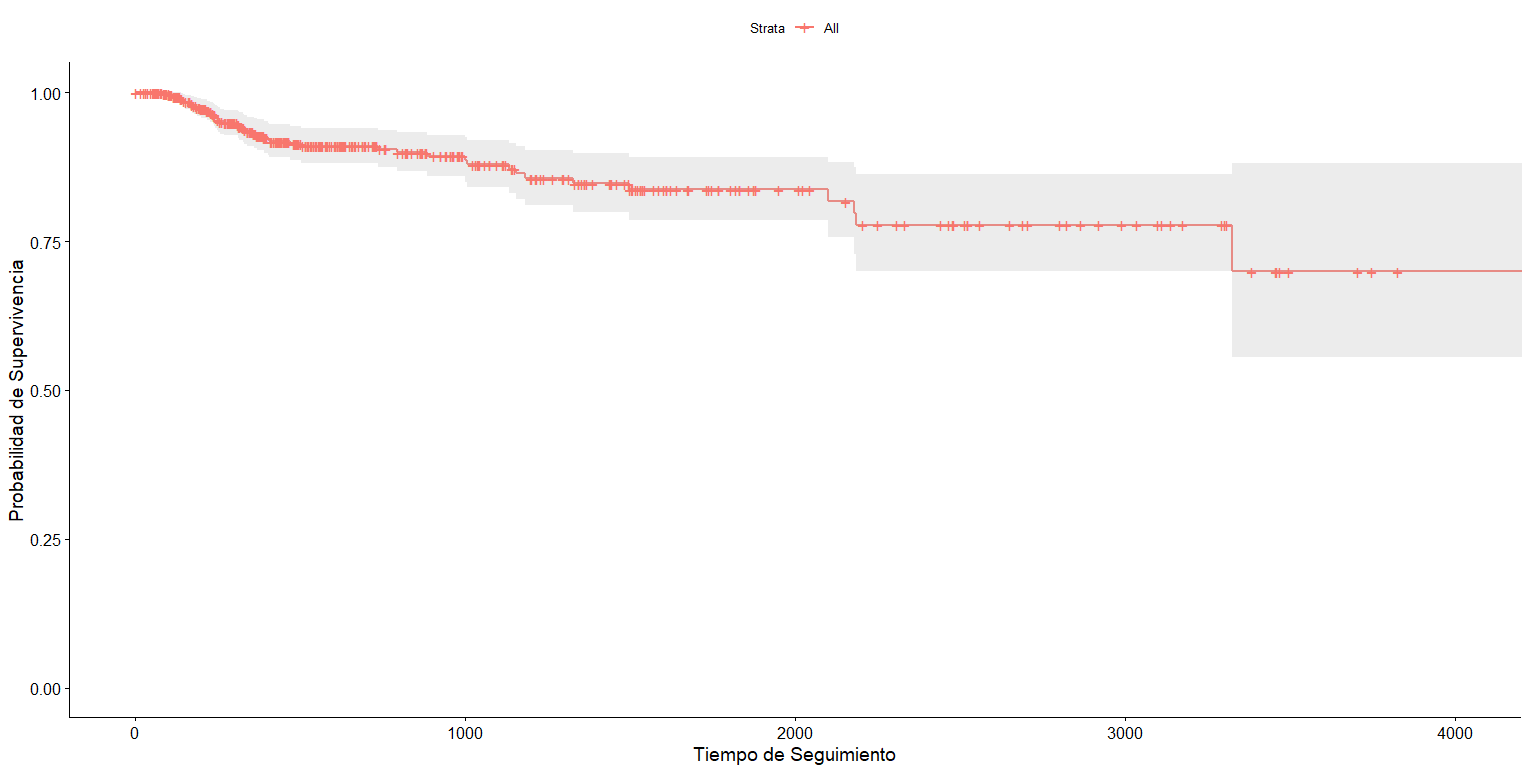 Strata All
1.00
0.75
0.50
0.25
0.00
Probabilidad de Supervivencia
0 1000 2000 3000 4000
Tiempo de Seguimiento